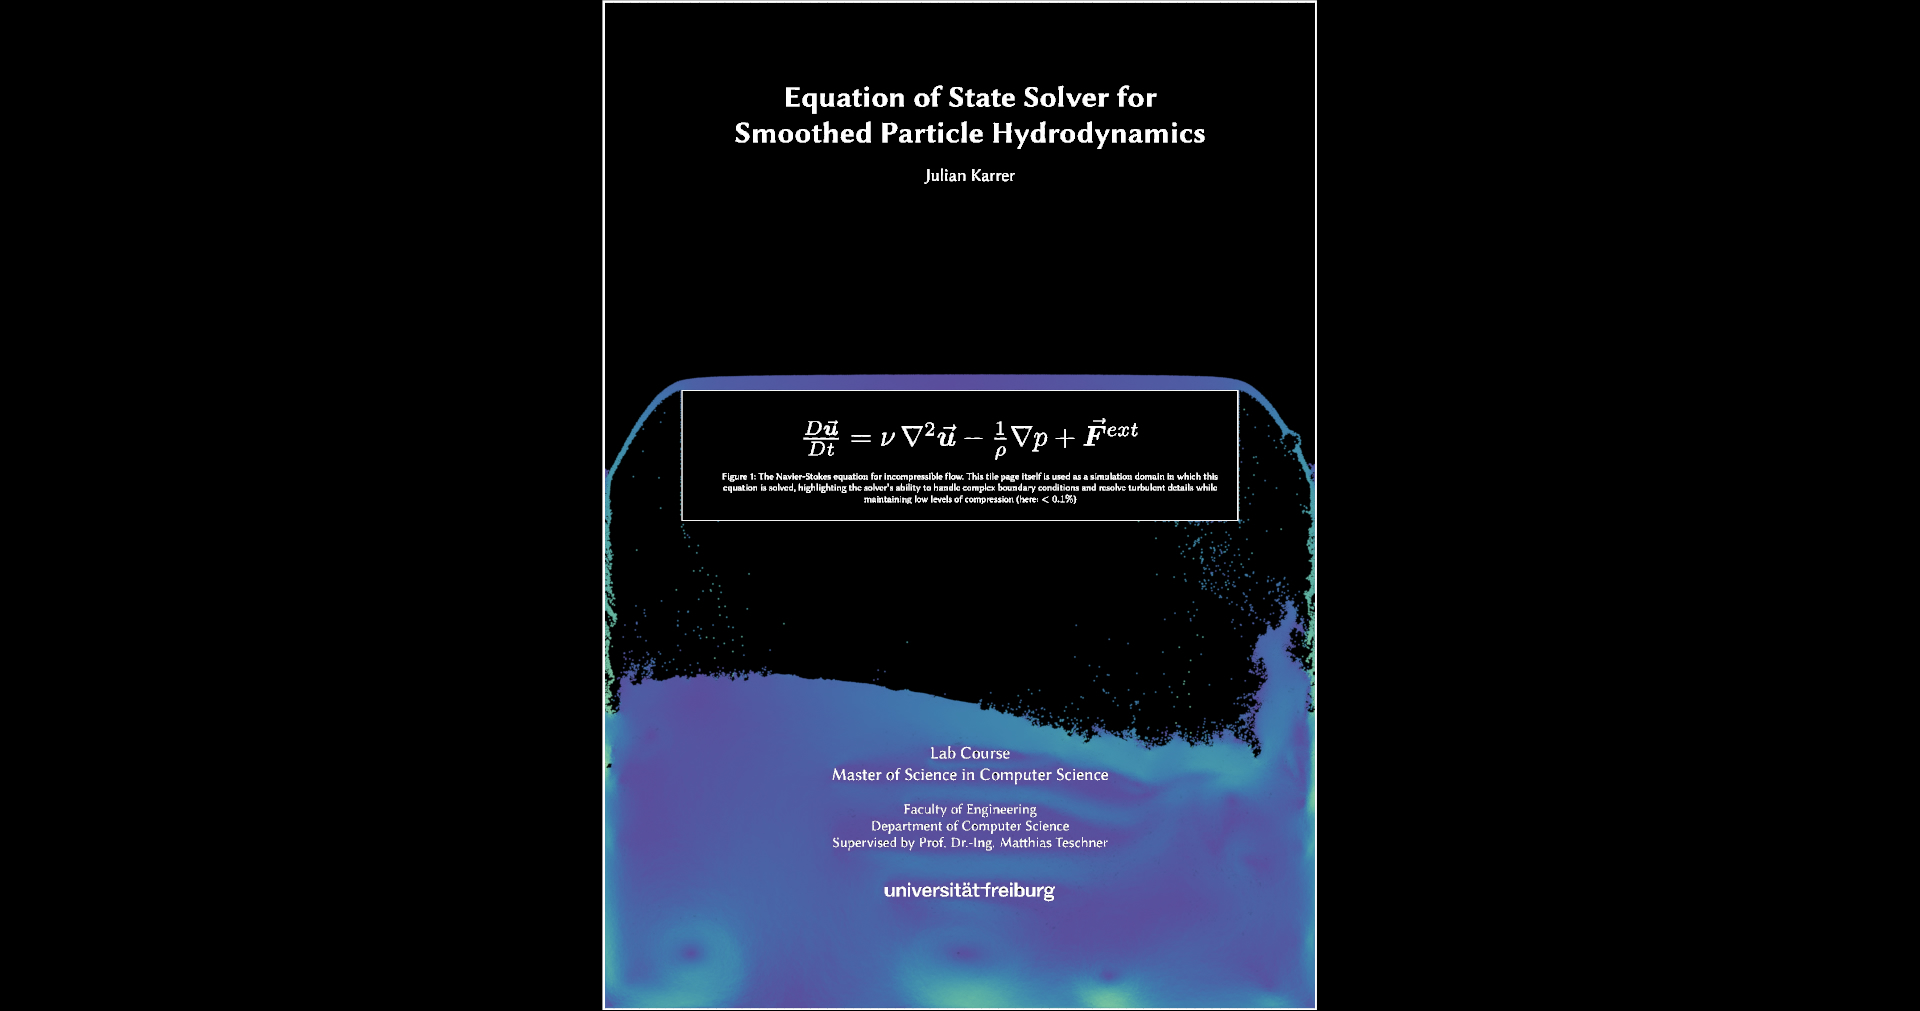 Equation of State Solver for
Smoothed Particle Hydrodynamics
Julian Karrer
D𝒖⃗/Dt = ν ∇²𝒖⃗ − 1/ρ ∇p + 𝑭⃗ᵉˣᵗ
Figure 1: The Navier-Stokes equation for incompressible flow. This tile page itself is used as a simulation domain in which this
equation is solved, highlighting the solver's ability to handle complex boundary conditions and resolve turbulent details while
maintaining low levels of compression (here: < 0.1%)
Lab Course
Master of Science in Computer Science
Faculty of Engineering
Department of Computer Science
Supervised by Prof. Dr.-Ing. Matthias Teschner
universität freiburg